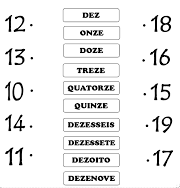 DEZ
12 · · 18
ONZE
DOZE
13 · · 16
TREZE
10 · · 15
QUATORZE
QUINZE
14 · · 19
DEZESSEIS
DEZESSETE
11 · · 17
DEZOITO
DEZENOVE